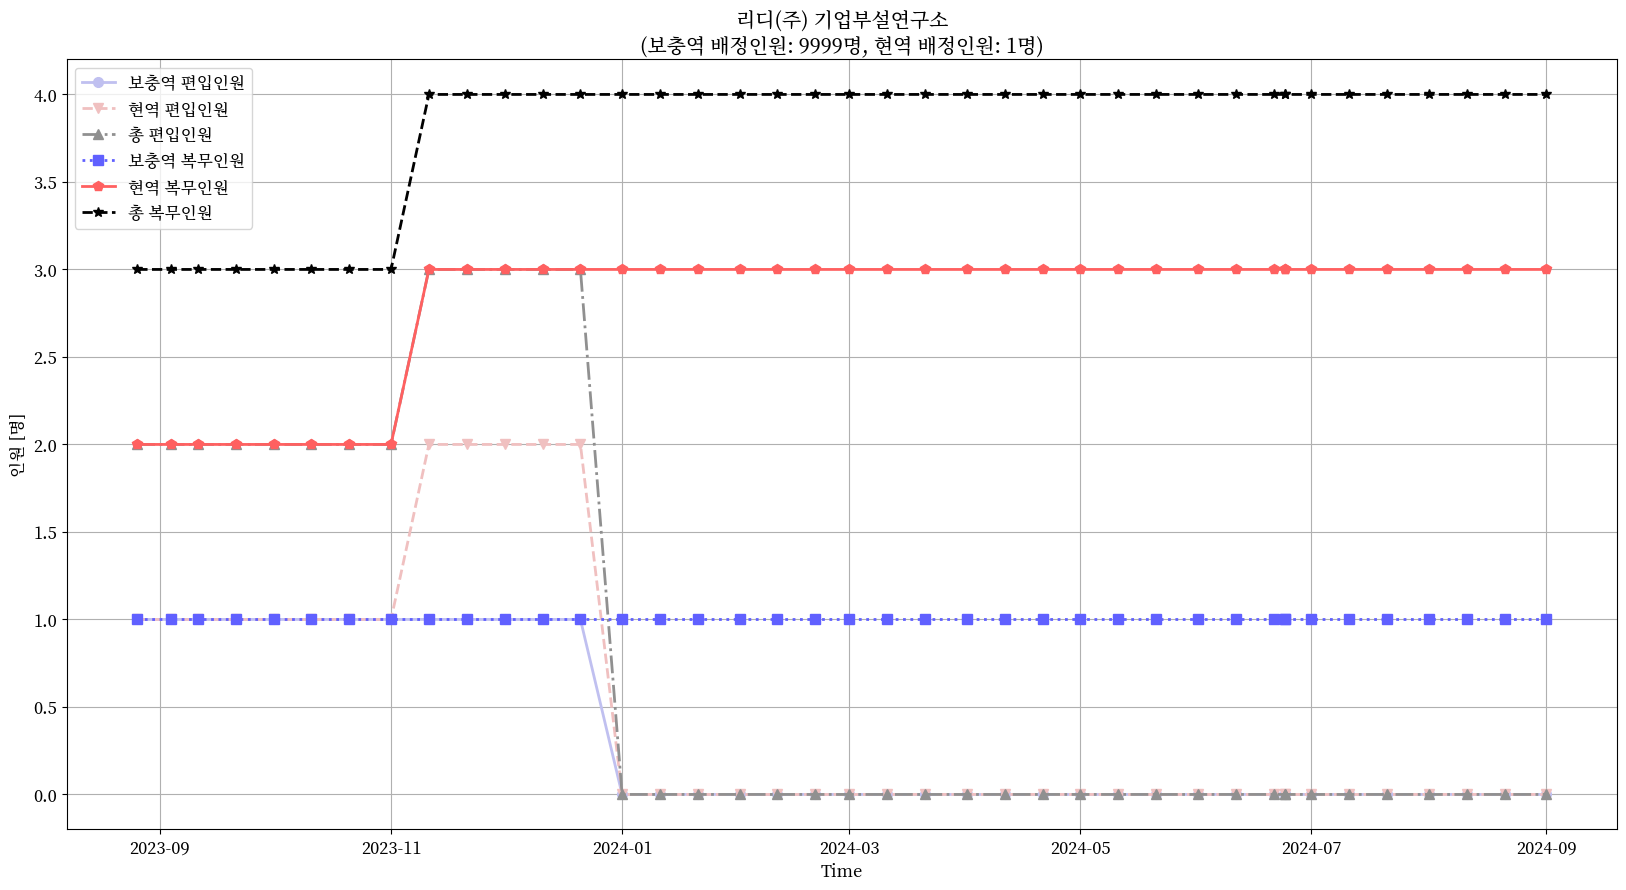 리디(주) 기업부설연구소
(보충역 배정인원: 9999명, 현역 배정인원: 1명)
보충역 편입인원
현역 편입인원
총 편입인원
보충역 복무인원
현역 복무인원
총 복무인원
인원 [명]
4.0
3.5
3.0
2.5
2.0
1.5
1.0
0.5
0.0
2023-09
2023-11
2024-01
2024-03
2024-05
2024-07
2024-09
Time